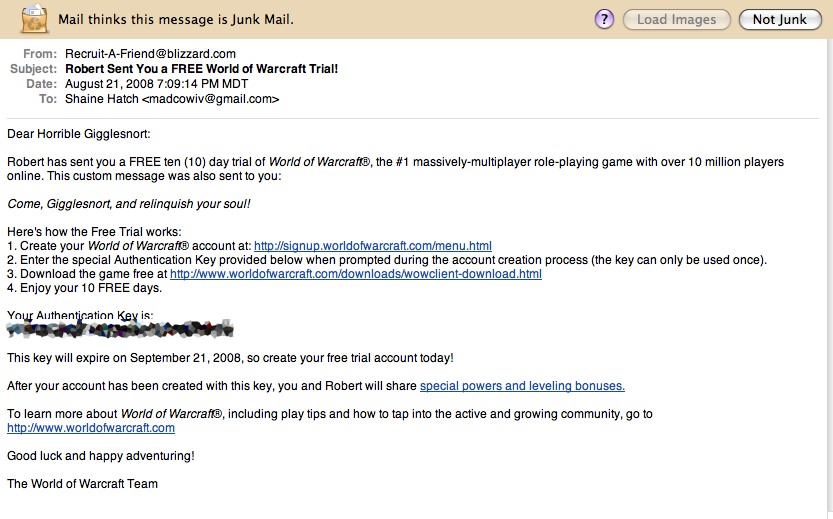 Mail thinks this message is Junk Mail.
?
Load Images
Not Junk
From: Recruit-A-Friend@blizzard.com
Subject: Robert Sent You a FREE World of Warcraft Trial!
Date: August 21, 2008 7:09:14 PM MDT
To: Shaine Hatch <madcowiv@gmail.com>
Dear Horrible Gigglesnort:
Robert has sent you a FREE ten (10) day trial of World of Warcraft®, the #1 massively-multiplayer role-playing game with over 10 million players
online. This custom message was also sent to you:
Come, Gigglesnort, and relinquish your soul!
Here's how the Free Trial works:
1. Create your World of Warcraft® account at: http://signup.worldofwarcraft.com/menu.html
2. Enter the special Authentication Key provided below when prompted during the account creation process (the key can only be used once).
3. Download the game free at http://www.worldofwarcraft.com/downloads/wowclient-download.html
4. Enjoy your 10 FREE days.
Your Authentication Key is:
This key will expire on September 21, 2008, so create your free trial account today!
After your account has been created with this key, you and Robert will share special powers and leveling bonuses.
To learn more about World of Warcraft®, including play tips and how to tap into the active and growing community, go to
http://www.worldofwarcraft.com
Good luck and happy adventuring!
The World of Warcraft Team